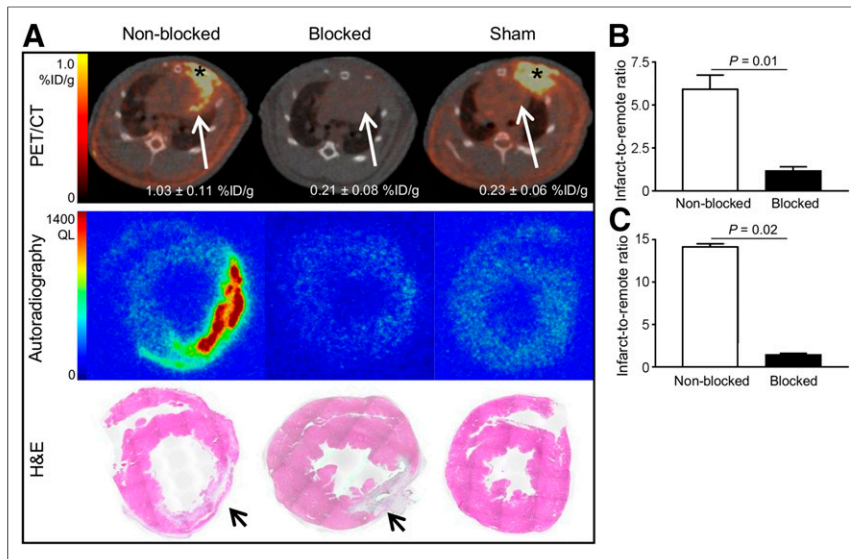 A
Non-blocked Blocked Sham
PET/CT
1.0
%ID/g
0
*
*
1.03 ± 0.11 %ID/g 0.21 ± 0.08 %ID/g 0.23 ± 0.06 %ID/g
Autoradiography
1400
QL
0
H&E
B
Infarct-to-remote ratio
P = 0.01
7.5
5.0
2.5
0
Non-blocked Blocked
C
Infarct-to-remote ratio
P = 0.02
15
10
5
0
Non-blocked Blocked